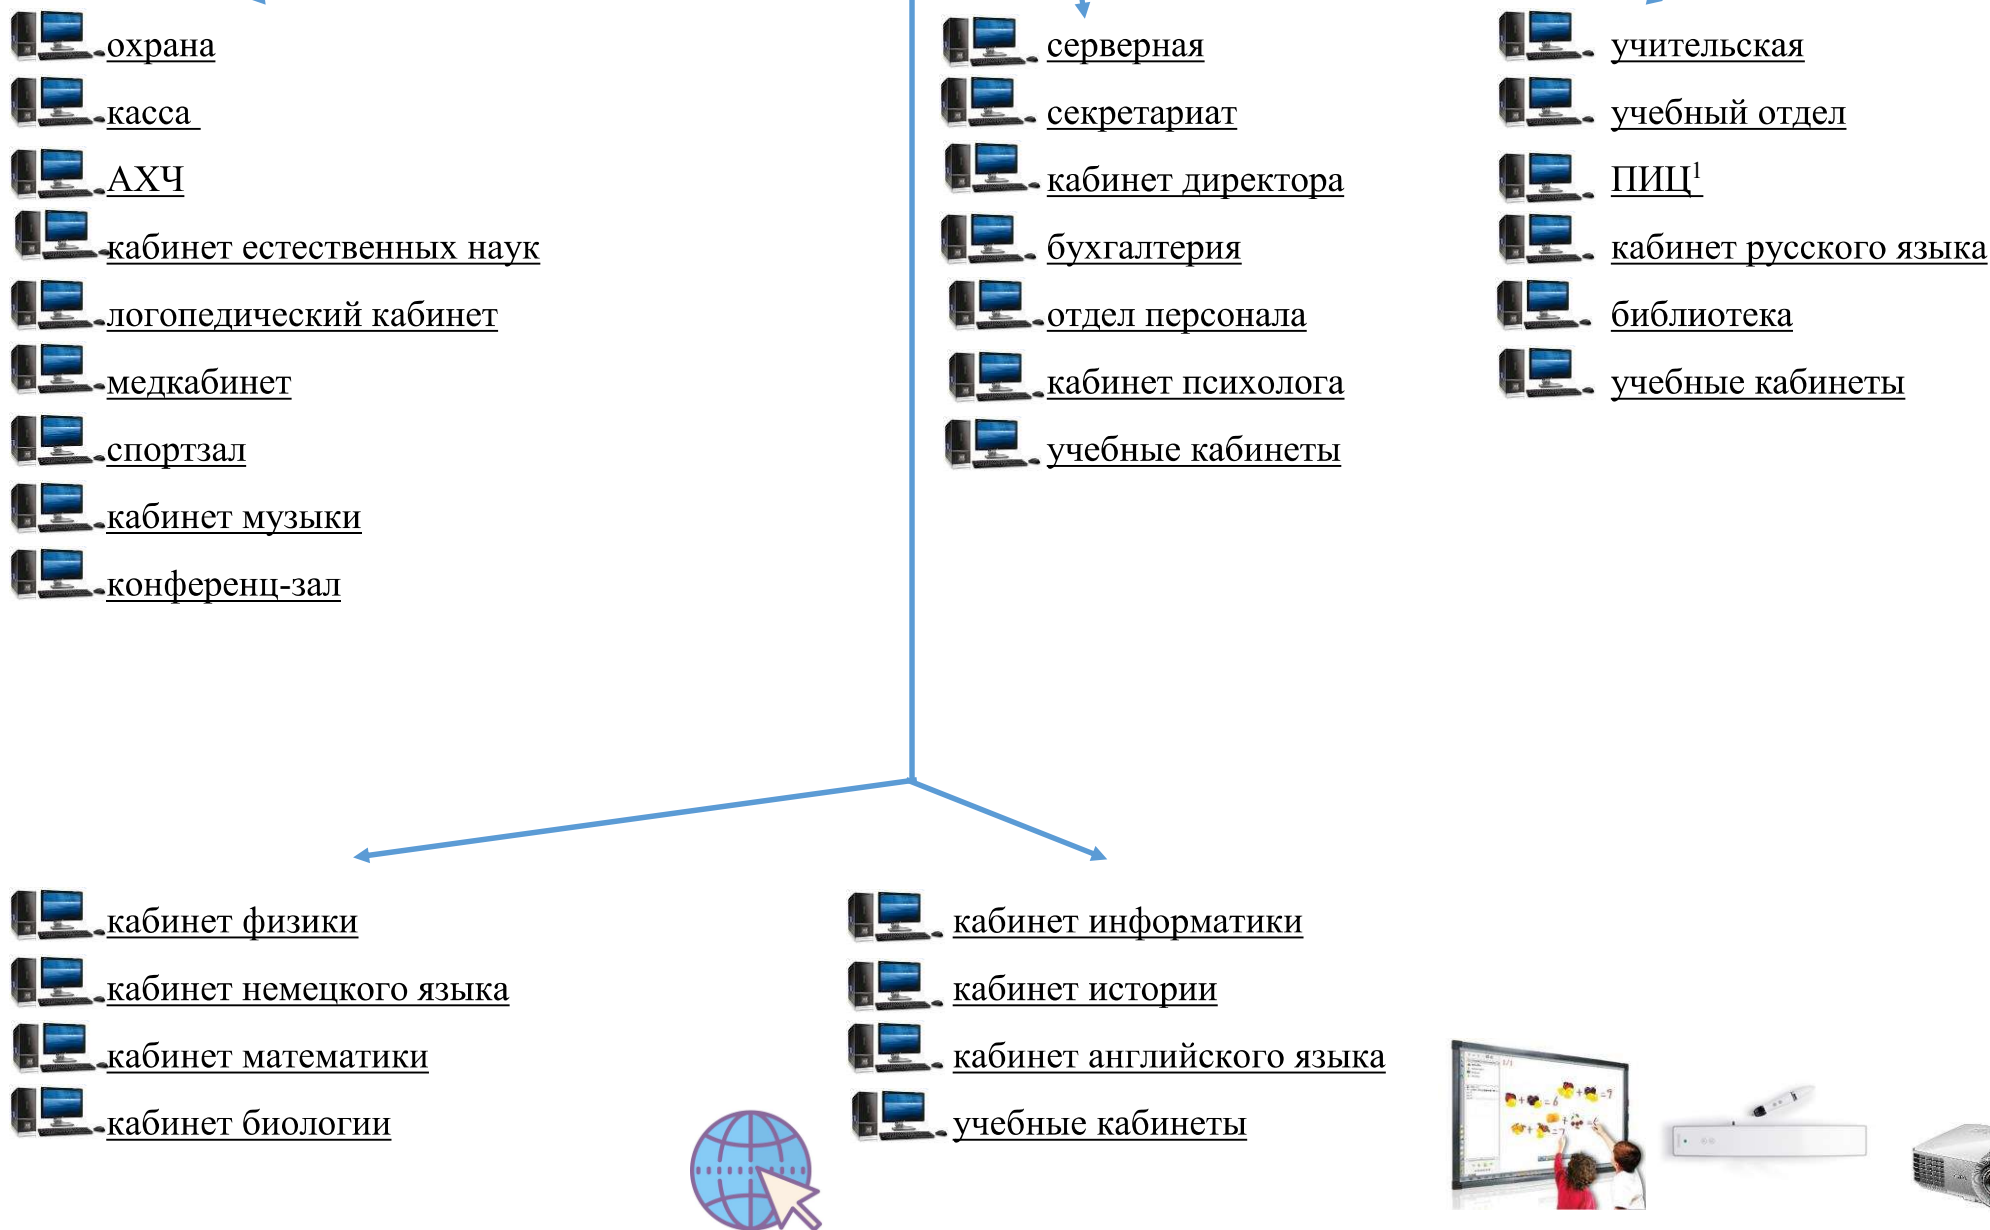 охрана
касса
АХЧ
кабинет естественных наук
логопедический кабинет
медкабинет
спортзал
кабинет музыки
конференц-зал
серверная
секретариат
кабинет директора
бухгалтерия
отдел персонала
кабинет психолога
учебные кабинеты
учительская
учебный отдел
ПИЦ¹
кабинет русского языка
библиотека
учебные кабинеты
кабинет физики
кабинет немецкого языка
кабинет математики
кабинет биологии
кабинет информатики
кабинет истории
кабинет английского языка
учебные кабинеты